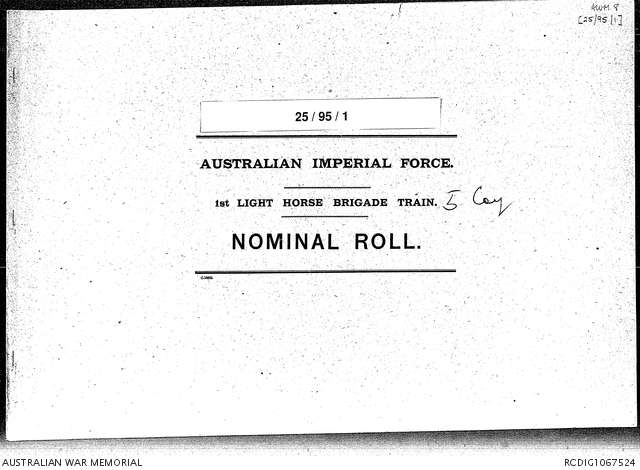 AWM 8
[25/95/1]
25 / 95 / 1
AUSTRALIAN IMPERIAL FORCE.
1st LIGHT HORSE BRIGADE TRAIN. 5 Coy
NOMINAL ROLL.
AUSTRALIAN WAR MEMORIAL
RCDIG1067524